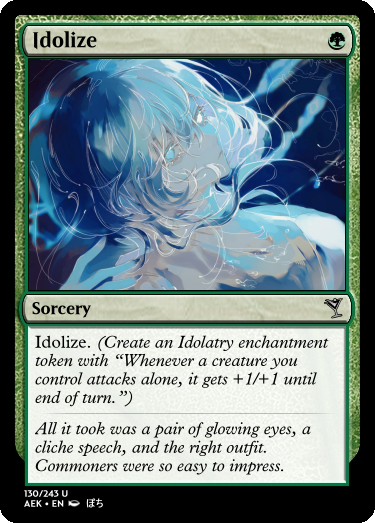 Idolize
Sorcery
Idolize. (Create an Idolatry enchantment
token with “Whenever a creature you
control attacks alone, it gets +1/+1 until
end of turn.”)
All it took was a pair of glowing eyes, a
cliche speech, and the right outfit.
Commoners were so easy to impress.
130/243 U
AEK • EN ぽち